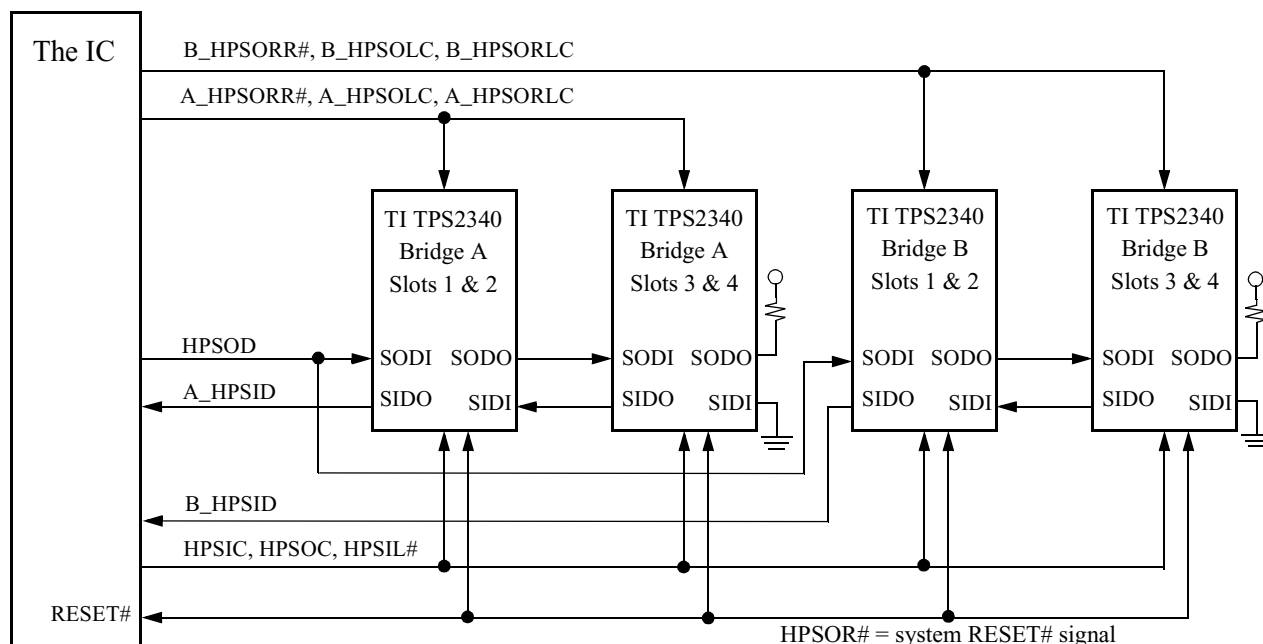 The IC
B_HPSORR#, B_HPSOLC, B_HPSORLC
A_HPSORR#, A_HPSOLC, A_HPSORLC
TI TPS2340
Bridge A
Slots 1 & 2
TI TPS2340
Bridge A
Slots 3 & 4
TI TPS2340
Bridge B
Slots 1 & 2
TI TPS2340
Bridge B
Slots 3 & 4
HPSOD
SODI SODO
SODI SODO
SODI SODO
SODI SODO
A_HPSID
SIDO SIDI
SIDO SIDI
SIDO SIDI
SIDO SIDI
B_HPSID
HPSIC, HPSOC, HPSIL#
RESET#
HPSOR# = system RESET# signal